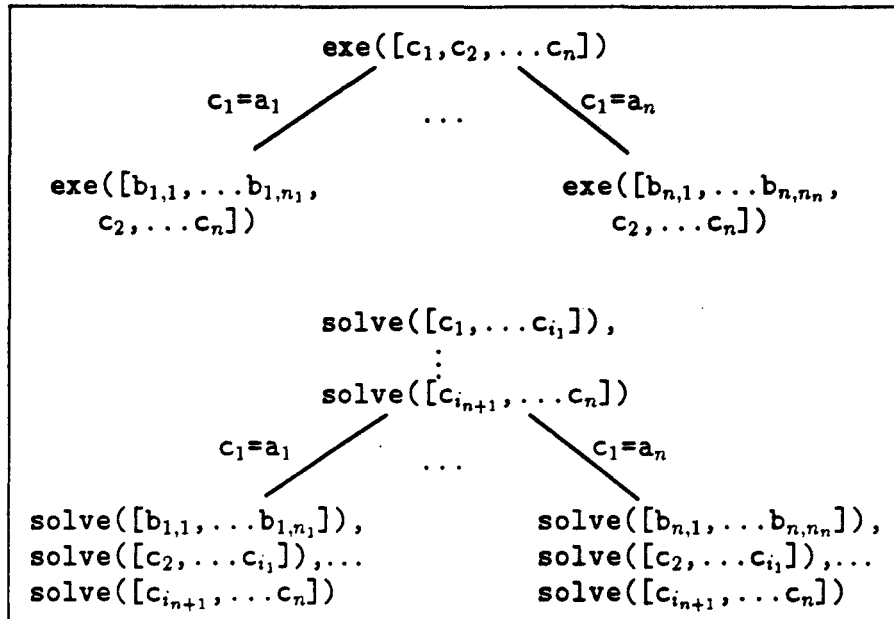 exe([c₁,c₂,...cₙ])
c₁=a₁ ... c₁=aₙ
exe([b₁,₁,...b₁,ₙ₁, exe([bₙ,₁,...bₙ,ₙₙ,
c₂,...cₙ]) c₂,...cₙ])
solve([c₁,...cᵢ₁]),
⋮
solve([cᵢₙ₊₁,...cₙ])
c₁=a₁ ... c₁=aₙ
solve([b₁,₁,...b₁,ₙ₁]), solve([bₙ,₁,...bₙ,ₙₙ]),
solve([c₂,...cᵢ₁]),... solve([c₂,...cᵢ₁]),...
solve([cᵢₙ₊₁,...cₙ]) solve([cᵢₙ₊₁,...cₙ])